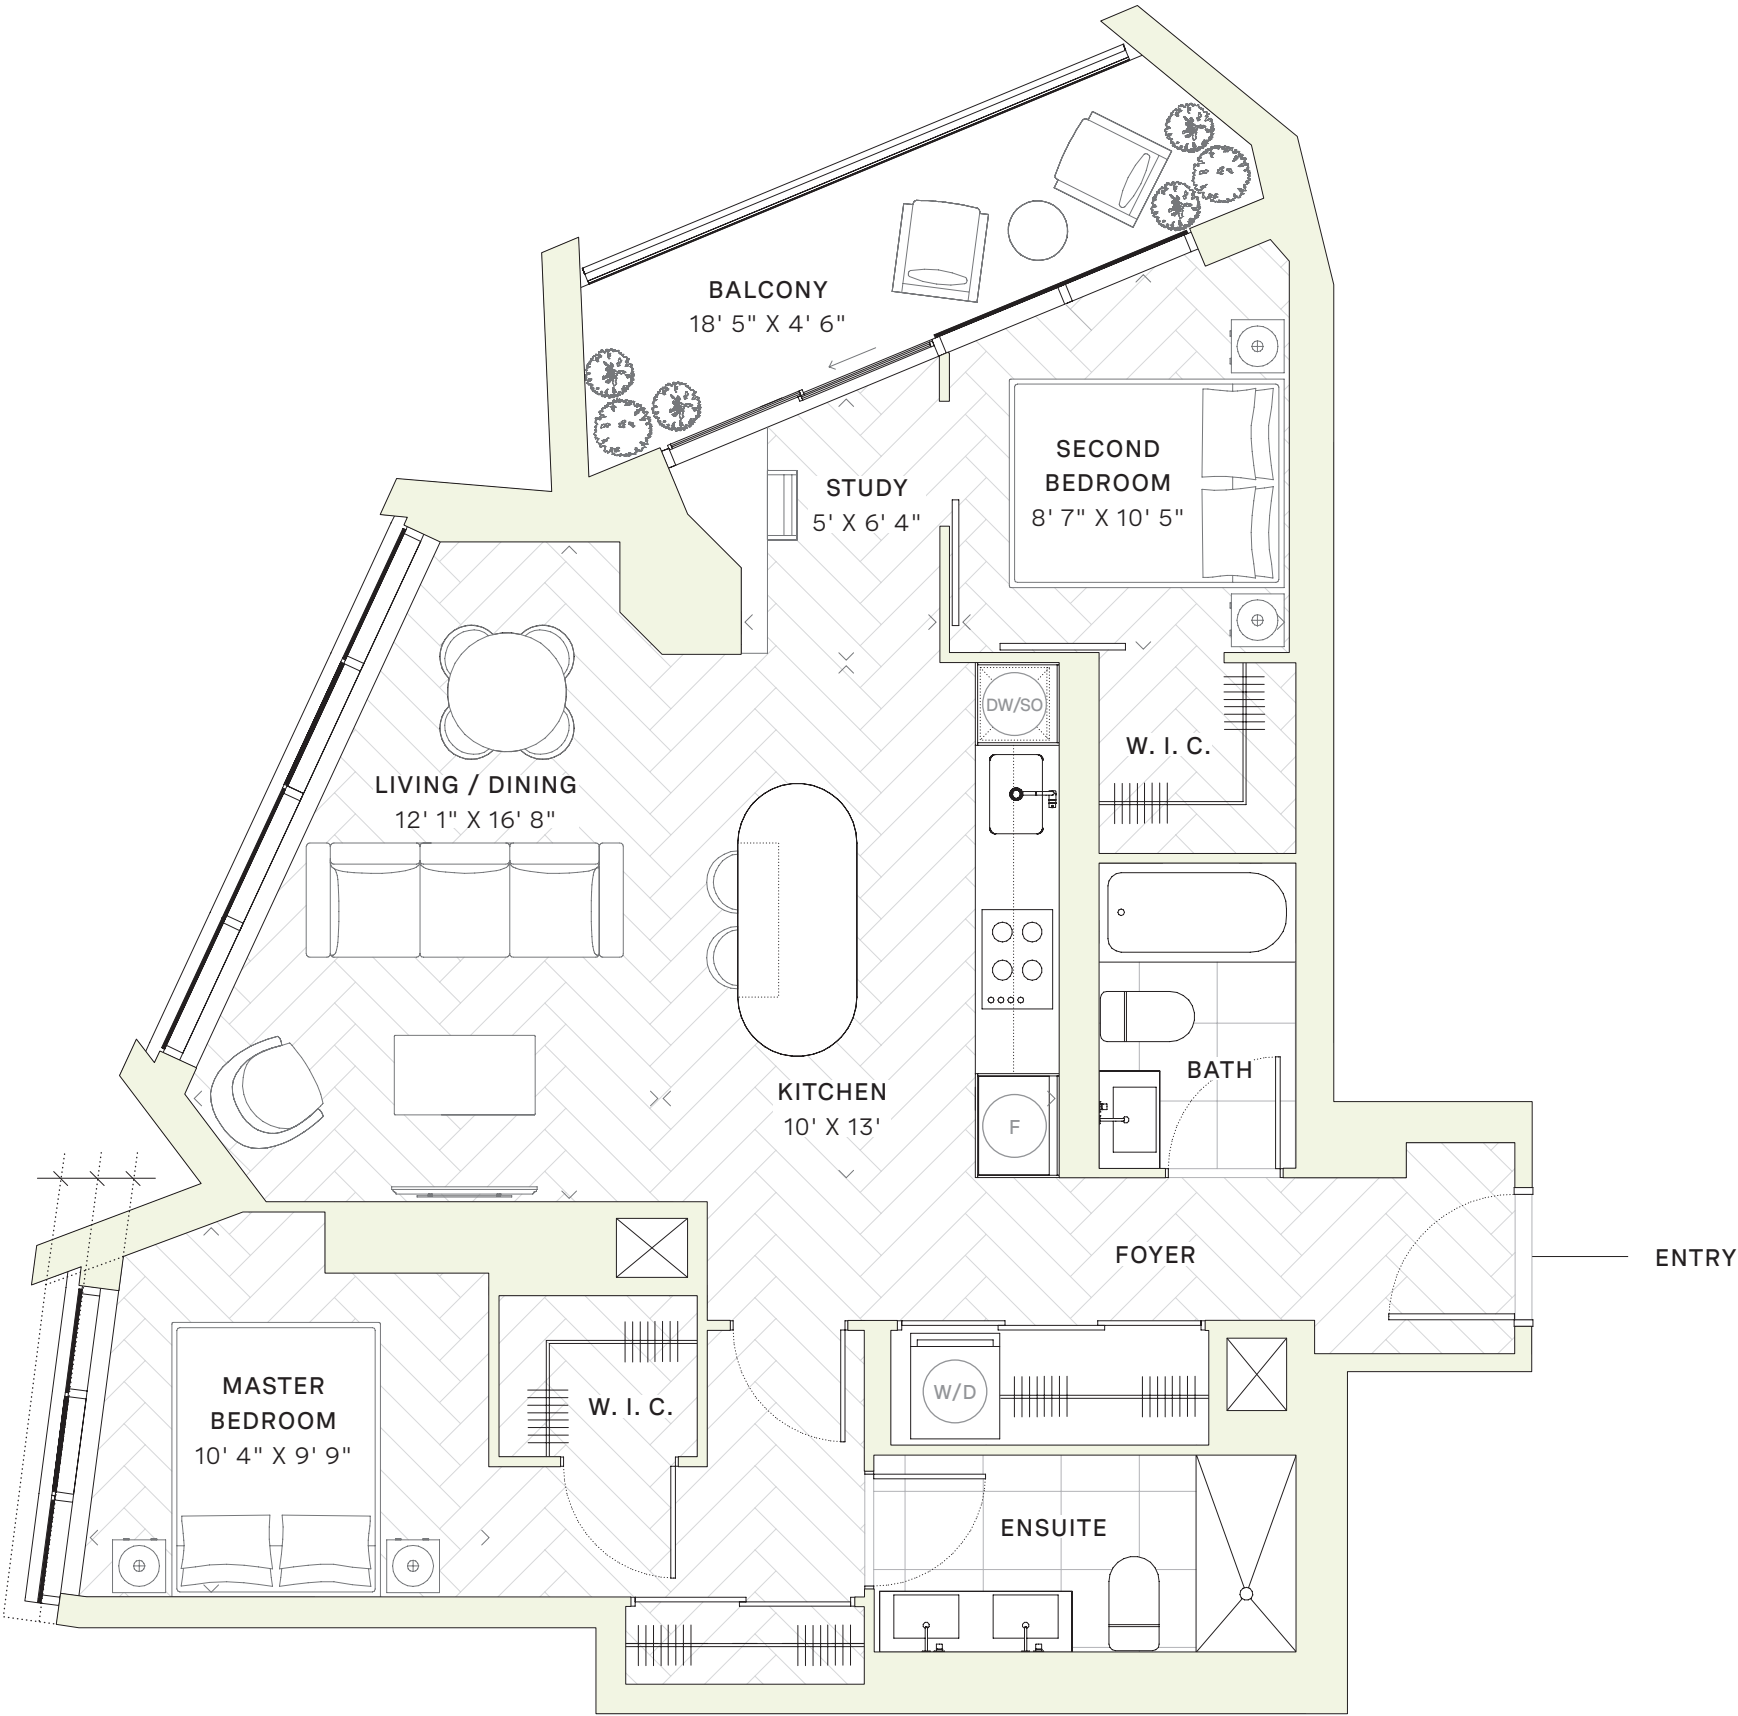 BALCONY
18' 5" X 4' 6"
SECOND
BEDROOM
8' 7" X 10' 5"
STUDY
5' X 6' 4"
DW/SO
W. I. C.
LIVING / DINING
12' 1" X 16' 8"
BATH
KITCHEN
10' X 13'
F
FOYER
ENTRY
MASTER
BEDROOM
10' 4" X 9' 9"
W. I. C.
W/D
ENSUITE